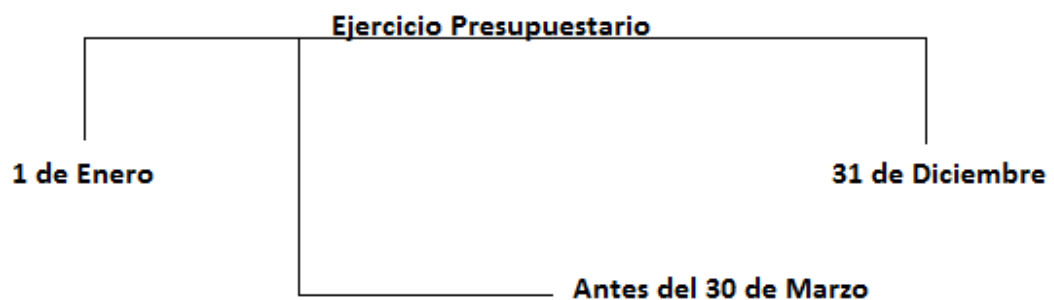 Ejercicio Presupuestario
1 de Enero
31 de Diciembre
Antes del 30 de Marzo